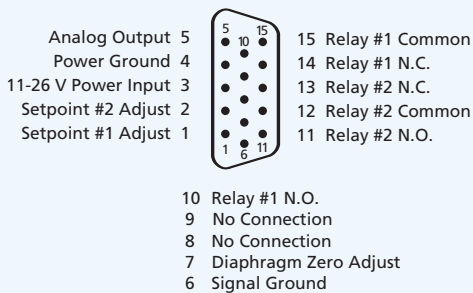 Analog Output 5
Power Ground 4
11-26 V Power Input 3
Setpoint #2 Adjust 2
Setpoint #1 Adjust 1
5 10 15
1 6 11
15 Relay #1 Common
14 Relay #1 N.C.
13 Relay #2 N.C.
12 Relay #2 Common
11 Relay #2 N.O.
10 Relay #1 N.O.
9 No Connection
8 No Connection
7 Diaphragm Zero Adjust
6 Signal Ground